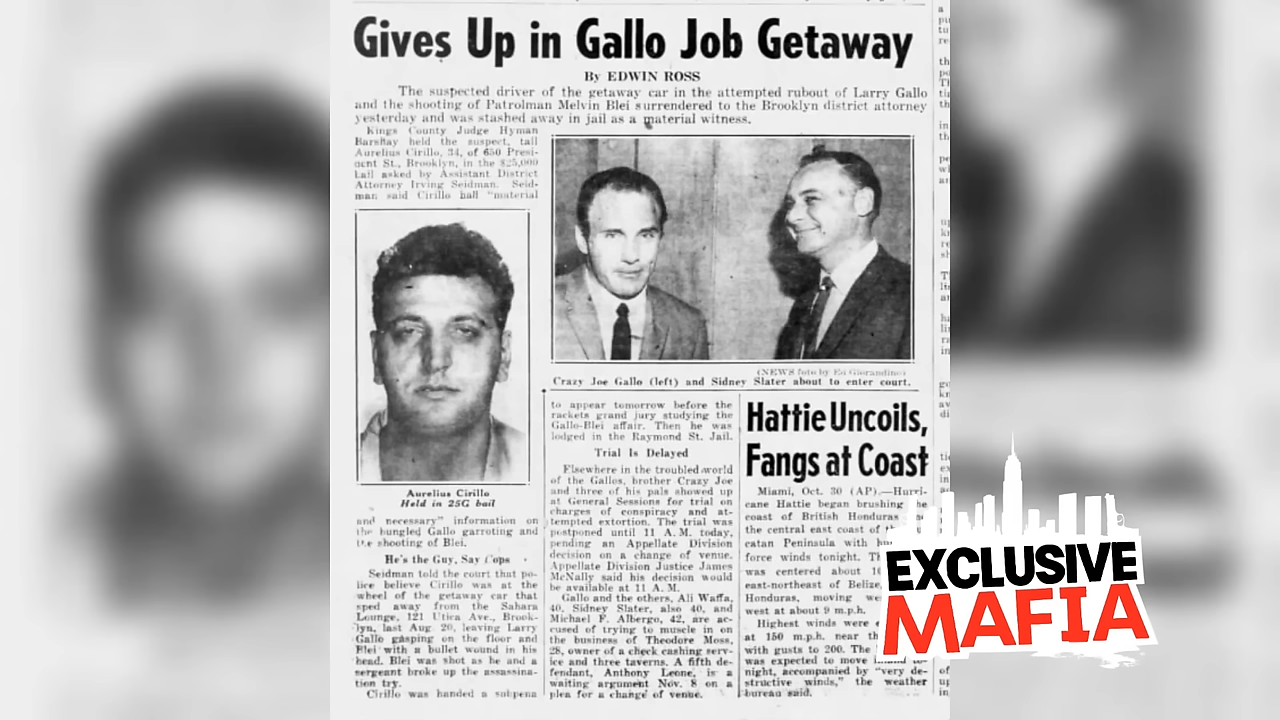 Gives Up in Gallo Job Getaway
By EDWIN ROSS
The suspected driver of the getaway car in the attempted rubout of Larry Gallo
and the shooting of Patrolman Melvin Blei surrendered to the Brooklyn district attorney
yesterday and was stashed away in jail as a material witness.
Kings County Judge Hyman
Barshay held the suspect, tall
Aurelius Cirillo, 34, of 650 Presi-
dent St., Brooklyn, in the $25,000
bail asked by Assistant District
Attorney Irving Seidman. Seid-
man said Cirillo had "material
Aurelius Cirillo
Held in 25G bail
and necessary" information on
the bungled Gallo garroting and
the shooting of Blei.
He's the Guy, Say Cops
Seidman told the court that po-
lice believe Cirillo was at the
wheel of the getaway car that
sped away from the Sahara
Lounge, 1201 Utica Ave., Brook-
lyn, last Aug. 20, leaving Larry
Gallo gasping on the floor and
Blei with a bullet wound in his
head. Blei was shot as he and a
sergeant broke up the assassina-
tion try.
Cirillo was handed a subpena
(NEWS foto by Ed Giorandino)
Crazy Joe Gallo (left) and Sidney Slater about to enter court.
to appear tomorrow before the
rackets grand jury studying the
Gallo-Blei affair. Then he was
lodged in the Raymond St. Jail.
Trial Is Delayed
Elsewhere in the troubled world
of the Gallos, brother Crazy Joe
and three of his pals showed up
at General Sessions for trial on
charges of conspiracy and at-
tempted extortion. The trial was
postponed until 11 A.M. today,
pending an Appellate Division
decision on a change of venue.
Appellate Division Justice James
McNally said his decision would
be available at 11 A.M.
Gallo and the others, Ali Waffa,
40, Sidney Slater, also 40, and
Michael F. Albergo, 42, are ac-
cused of trying to muscle in on
the business of Theodore Moss,
28, owner of a check cashing serv-
ice and three taverns. A fifth de-
fendant, Anthony Leone, is a
waiting argument Nov. 8 on a
plea for a change of venue.
Hattie Uncoils,
Fangs at Coast
Miami, Oct. 30 (AP).—Hurri-
cane Hattie began brushing the
coast of British Honduras
the central east coast of
catan Peninsula with
force winds tonight.
was centered about
east-northeast of Belize,
Honduras, moving
west at about 9 m.p.h.
Highest winds were
at 150 m.p.h. near
with gusts to 200. The
was expected to move
night, accompanied by "very de-
structive winds," the weather
bureau said.
EXCLUSIVE
MAFIA